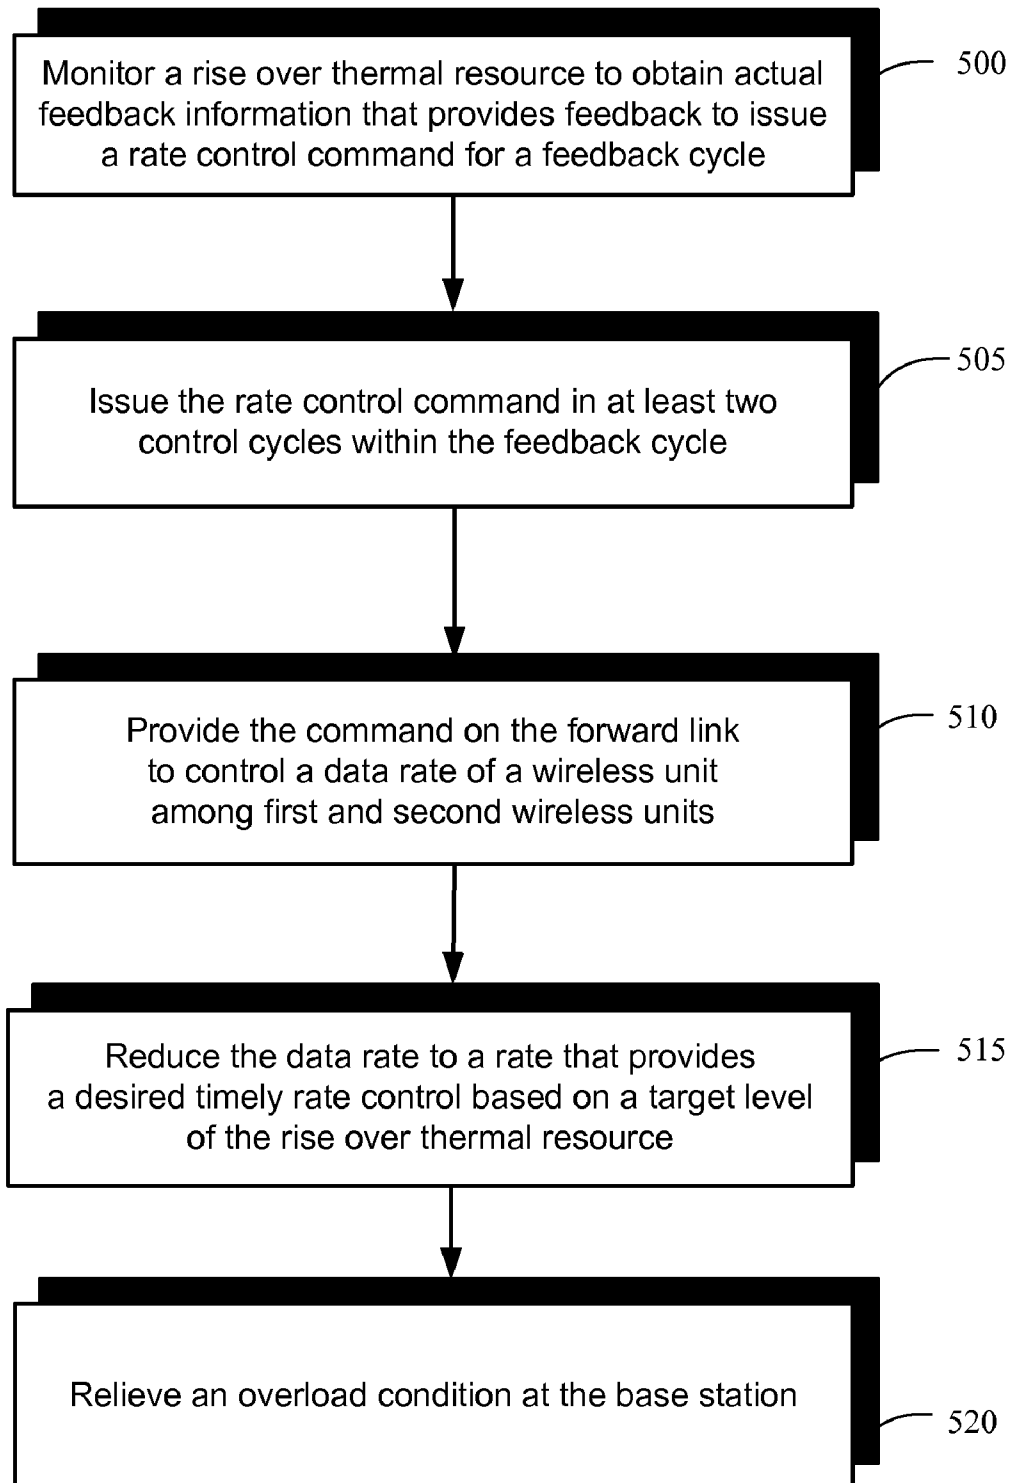 Monitor a rise over thermal resource to obtain actual
feedback information that provides feedback to issue
a rate control command for a feedback cycle
500
Issue the rate control command in at least two
control cycles within the feedback cycle
505
Provide the command on the forward link
to control a data rate of a wireless unit
among first and second wireless units
510
Reduce the data rate to a rate that provides
a desired timely rate control based on a target level
of the rise over thermal resource
515
Relieve an overload condition at the base station
520